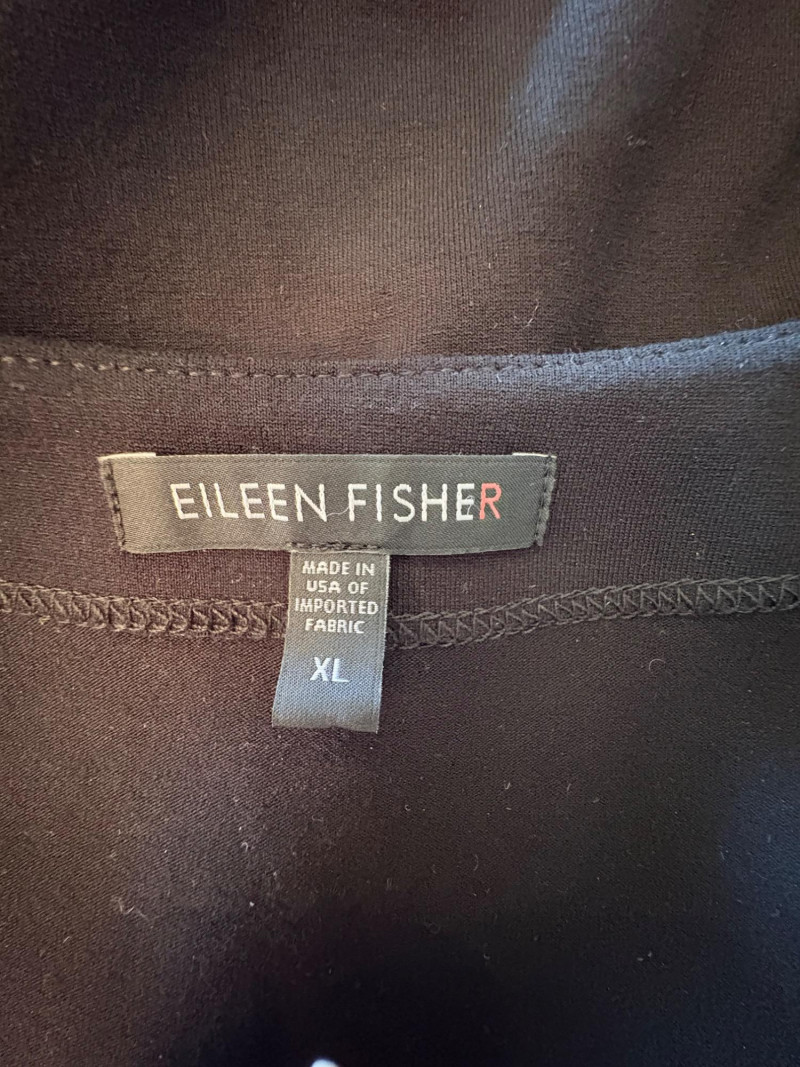 EILEEN FISHER
MADE IN
USA OF
IMPORTED
FABRIC
XL